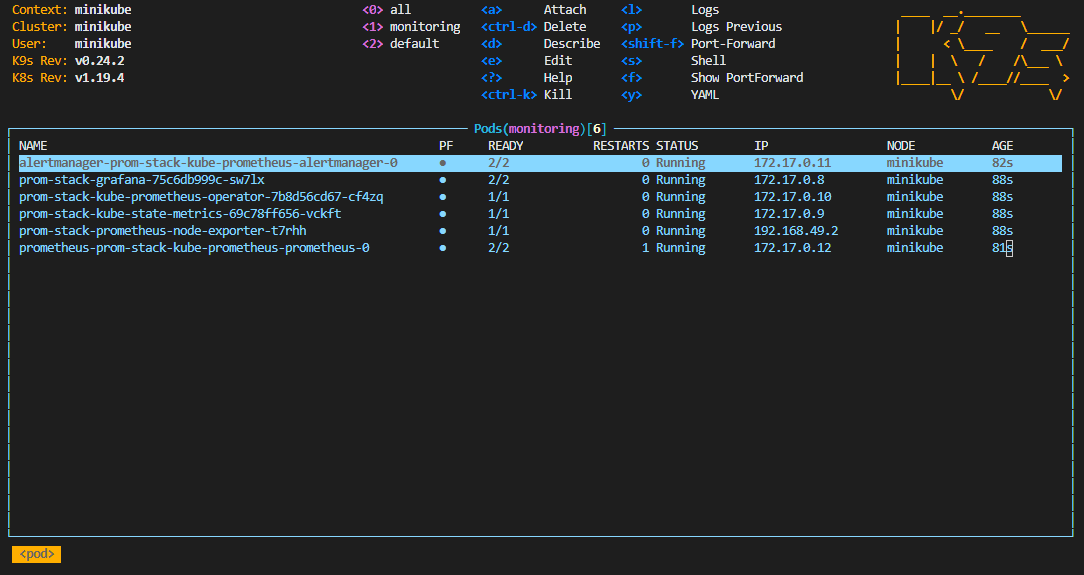 Context: minikube <0> all <a> Attach <l> Logs
Cluster: minikube <1> monitoring <ctrl-d> Delete <p> Logs Previous
User: minikube <2> default <d> Describe <shift-f> Port-Forward
K9s Rev: v0.24.2 <e> Edit <s> Shell
K8s Rev: v1.19.4 <?> Help <f> Show PortForward
<ctrl-k> Kill <y> YAML
Pods(monitoring)[6]
NAME PF READY RESTARTS STATUS IP NODE AGE
alertmanager-prom-stack-kube-prometheus-alertmanager-0 ● 2/2 0 Running 172.17.0.11 minikube 82s
prom-stack-grafana-75c6db999c-sw7lx ● 2/2 0 Running 172.17.0.8 minikube 88s
prom-stack-kube-prometheus-operator-7b8d56cd67-cf4zq ● 1/1 0 Running 172.17.0.10 minikube 88s
prom-stack-kube-state-metrics-69c78ff656-vckft ● 1/1 0 Running 172.17.0.9 minikube 88s
prom-stack-prometheus-node-exporter-t7rhh ● 1/1 0 Running 192.168.49.2 minikube 88s
prometheus-prom-stack-kube-prometheus-prometheus-0 ● 2/2 1 Running 172.17.0.12 minikube 81s
<pod>